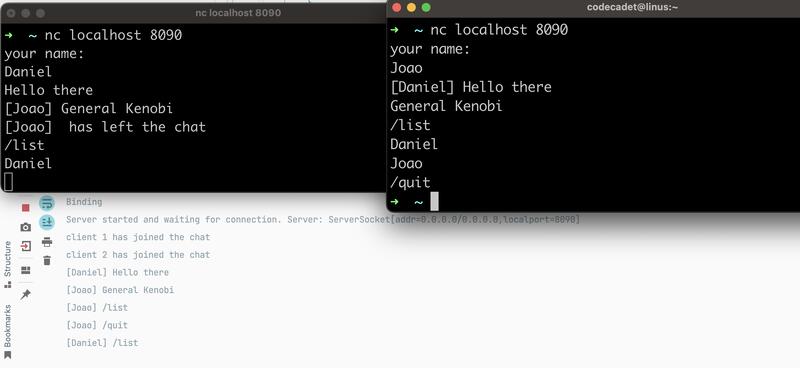 nc localhost 8090
➜ ~ nc localhost 8090
your name:
Daniel
Hello there
[Joao] General Kenobi
[Joao]  has left the chat
/list
Daniel
codecadet@linus:~
➜ ~ nc localhost 8090
your name:
Joao
[Daniel] Hello there
General Kenobi
/list
Daniel
Joao
/quit
➜ ~
Binding
Server started and waiting for connection. Server: ServerSocket[addr=0.0.0.0/0.0.0.0,localport=8090]
client 1 has joined the chat
client 2 has joined the chat
[Daniel] Hello there
[Joao] General Kenobi
[Joao] /list
[Joao] /quit
[Daniel] /list
Structure
Bookmarks